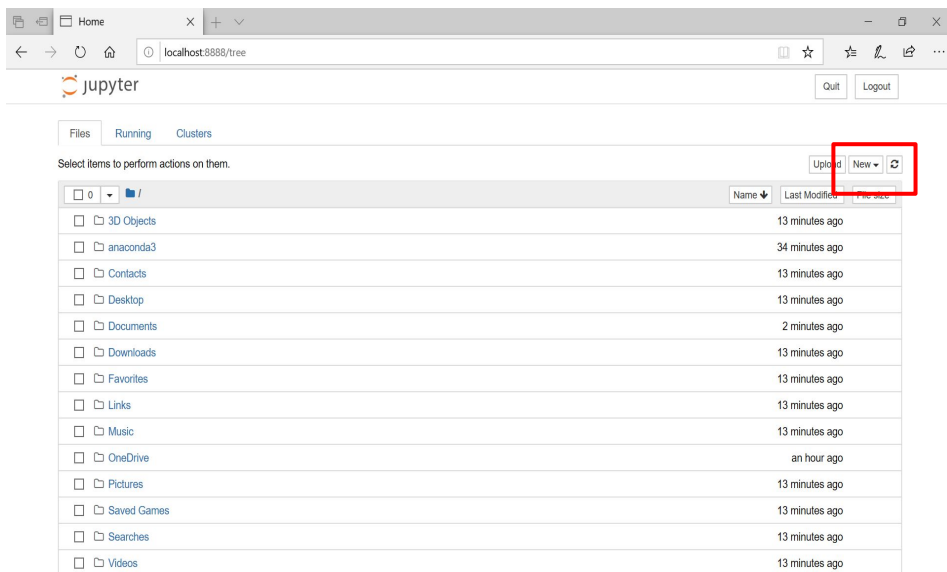 Home
localhost:8888/tree
jupyter Quit Logout
Files Running Clusters
Select items to perform actions on them. Upload New
0 / Name Last Modified File size
3D Objects 13 minutes ago
anaconda3 34 minutes ago
Contacts 13 minutes ago
Desktop 13 minutes ago
Documents 2 minutes ago
Downloads 13 minutes ago
Favorites 13 minutes ago
Links 13 minutes ago
Music 13 minutes ago
OneDrive an hour ago
Pictures 13 minutes ago
Saved Games 13 minutes ago
Searches 13 minutes ago
Videos 13 minutes ago